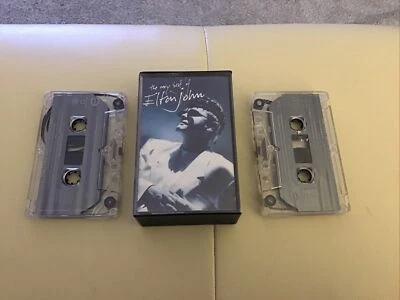 the very best of
Elton John